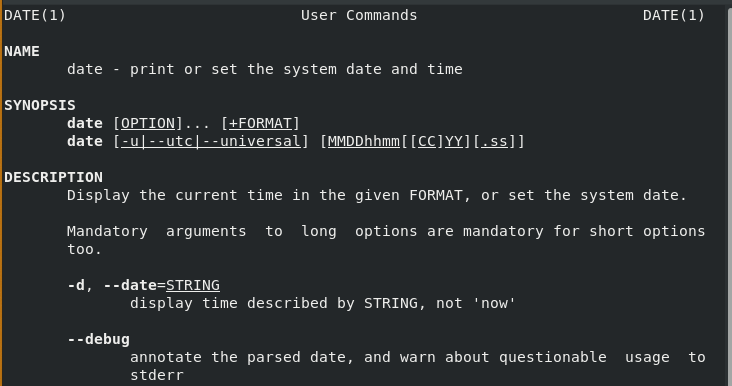 DATE(1) User Commands DATE(1)
NAME
date - print or set the system date and time
SYNOPSIS
date [OPTION]... [+FORMAT]
date [-u|--utc|--universal] [MMDDhhmm[[CC]YY][.ss]]
DESCRIPTION
Display the current time in the given FORMAT, or set the system date.
Mandatory arguments to long options are mandatory for short options
too.
-d, --date=STRING
display time described by STRING, not 'now'
--debug
annotate the parsed date, and warn about questionable usage to
stderr